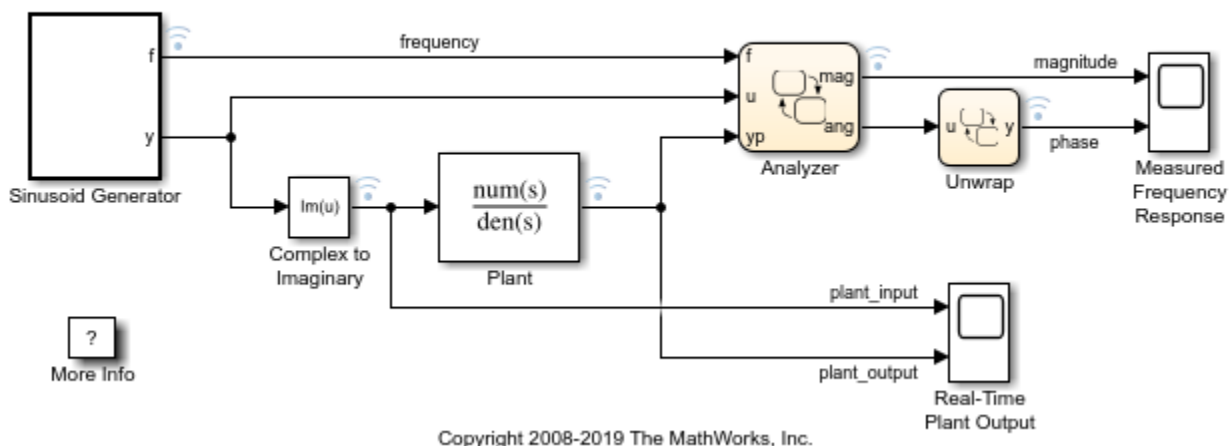 f
frequency
f
mag
magnitude
u
y
yp
ang
u
y
phase
Sinusoid Generator
Analyzer
Unwrap
Measured
Frequency
Response
Im(u)
num(s)
den(s)
Complex to
Imaginary
Plant
plant_input
?
More Info
plant_output
Real-Time
Plant Output
Copyright 2008-2019 The MathWorks, Inc.